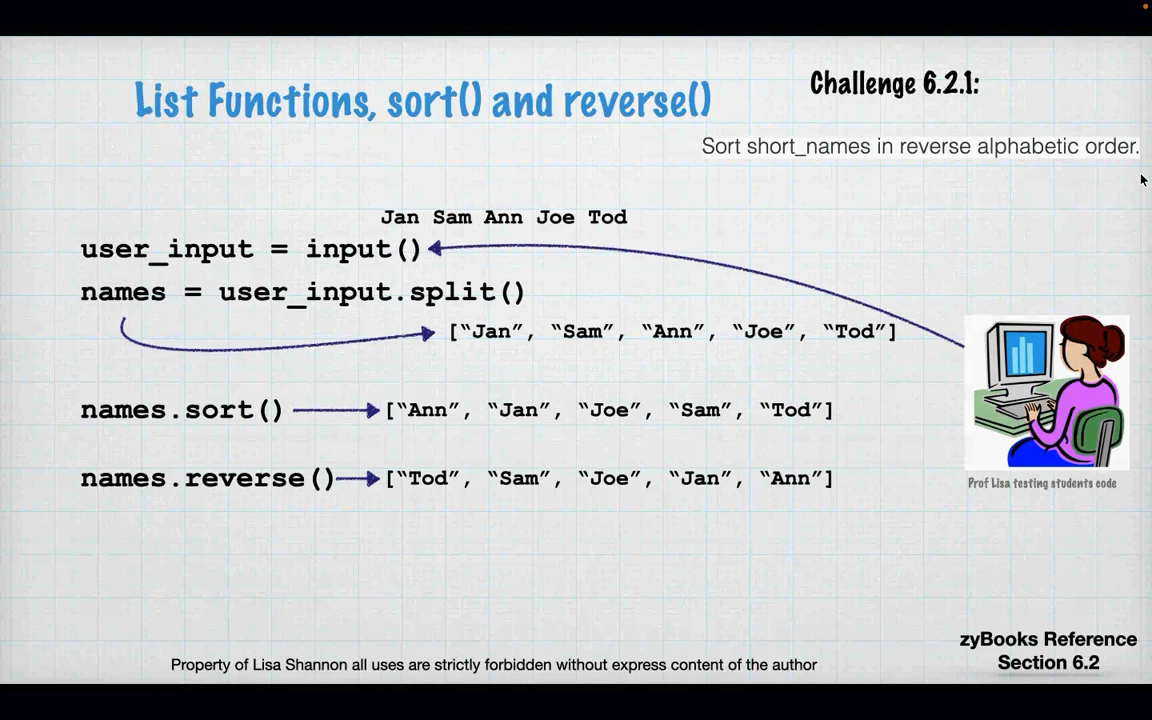 List Functions, sort() and reverse()
Challenge 6.2.1:
Sort short_names in reverse alphabetic order.
Jan Sam Ann Joe Tod
user_input = input()
names = user_input.split()
[“Jan”, “Sam”, “Ann”, “Joe”, “Tod”]
names.sort()
[“Ann”, “Jan”, “Joe”, “Sam”, “Tod”]
names.reverse()
[“Tod”, “Sam”, “Joe”, “Jan”, “Ann”]
Prof Lisa testing students code
zyBooks Reference
Section 6.2
Property of Lisa Shannon all uses are strictly forbidden without express content of the author